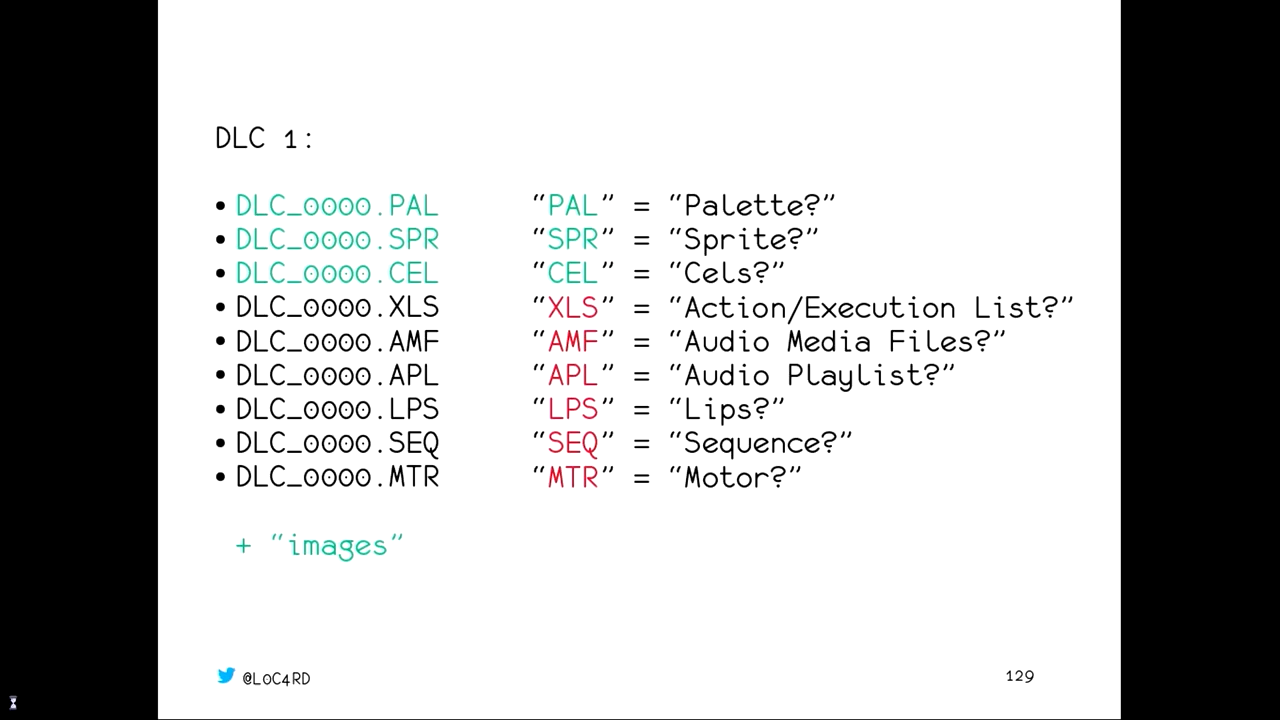 DLC 1:
• DLC_0000.PAL “PAL” = “Palette?”
• DLC_0000.SPR “SPR” = “Sprite?”
• DLC_0000.CEL “CEL” = “Cels?”
• DLC_0000.XLS “XLS” = “Action/Execution List?”
• DLC_0000.AMF “AMF” = “Audio Media Files?”
• DLC_0000.APL “APL” = “Audio Playlist?”
• DLC_0000.LPS “LPS” = “Lips?”
• DLC_0000.SEQ “SEQ” = “Sequence?”
• DLC_0000.MTR “MTR” = “Motor?”
+ “images”
@L0C4RD 129